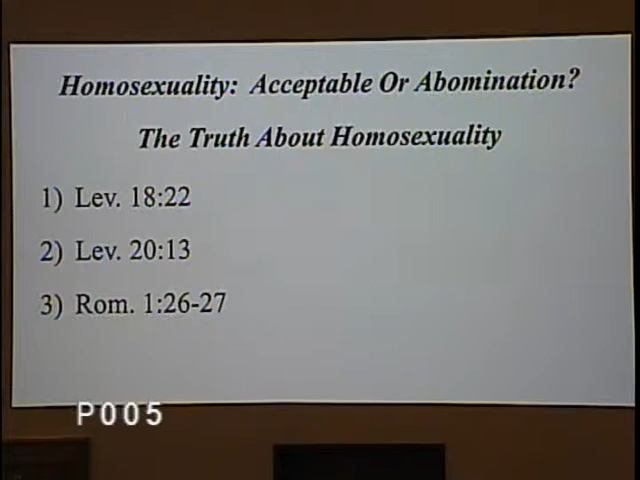 Homosexuality: Acceptable Or Abomination?
The Truth About Homosexuality
1) Lev. 18:22
2) Lev. 20:13
3) Rom. 1:26-27
P005